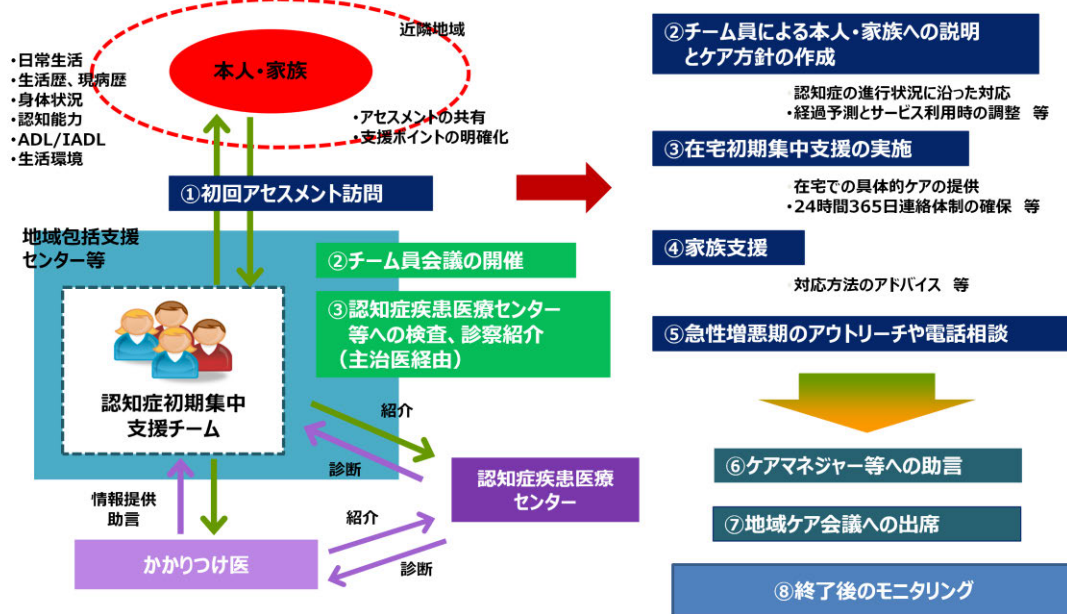 近隣地域
本人・家族
・日常生活
・生活歴、現病歴
・身体状況
・認知能力
・ADL/IADL
・生活環境
・アセスメントの共有
・支援ポイントの明確化
①初回アセスメント訪問
地域包括支援
センター等
②チーム員会議の開催
③認知症疾患医療センター
等への検査、診察紹介
（主治医経由）
認知症初期集中
支援チーム
紹介
診断
認知症疾患医療
センター
情報提供
助言
紹介
診断
かかりつけ医
②チーム員による本人・家族への説明
とケア方針の作成
・認知症の進行状況に沿った対応
・経過予測とサービス利用時の調整 等
③在宅初期集中支援の実施
・在宅での具体的ケアの提供
・24時間365日連絡体制の確保 等
④家族支援
・対応方法のアドバイス 等
⑤急性増悪期のアウトリーチや電話相談
⑥ケアマネジャー等への助言
⑦地域ケア会議への出席
⑧終了後のモニタリング